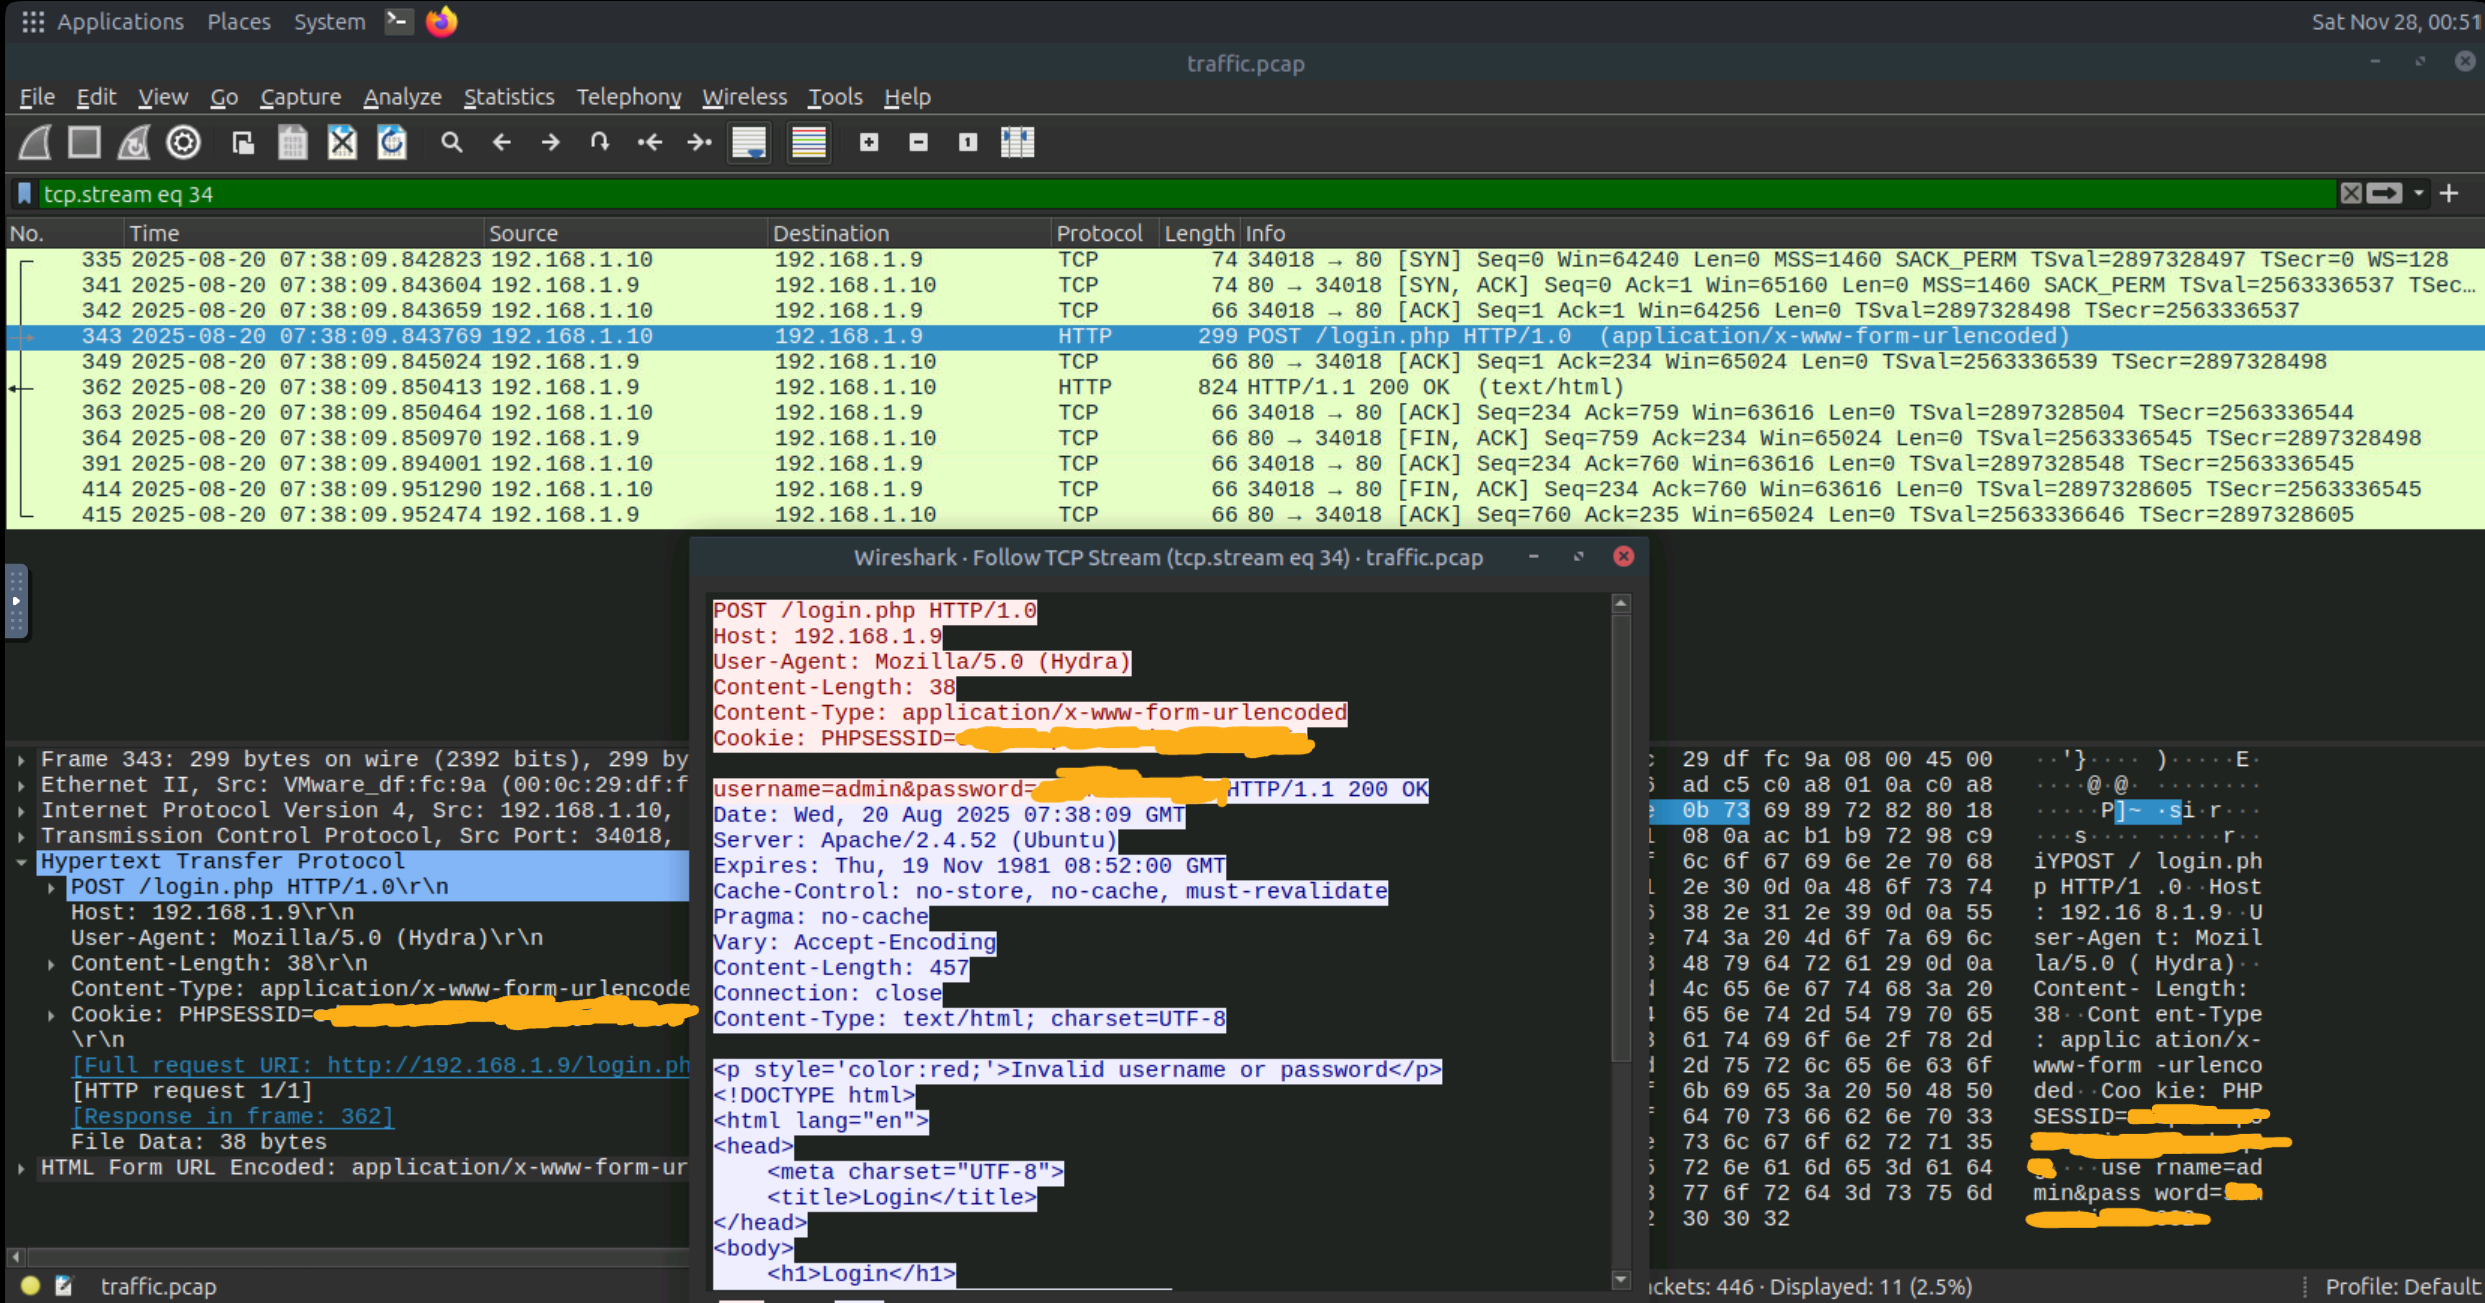 Applications Places System Sat Nov 28, 00:51
traffic.pcap
File Edit View Go Capture Analyze Statistics Telephony Wireless Tools Help
tcp.stream eq 34
No. Time Source Destination Protocol Length Info
335 2025-08-20 07:38:09.842823 192.168.1.10 192.168.1.9 TCP 74 34018 → 80 [SYN] Seq=0 Win=64240 Len=0 MSS=1460 SACK_PERM TSval=2897328497 TSecr=0 WS=128
341 2025-08-20 07:38:09.843604 192.168.1.9 192.168.1.10 TCP 74 80 → 34018 [SYN, ACK] Seq=0 Ack=1 Win=65160 Len=0 MSS=1460 SACK_PERM TSval=2563336537 TSec…
342 2025-08-20 07:38:09.843659 192.168.1.10 192.168.1.9 TCP 66 34018 → 80 [ACK] Seq=1 Ack=1 Win=64256 Len=0 TSval=2897328498 TSecr=2563336537
343 2025-08-20 07:38:09.843769 192.168.1.10 192.168.1.9 HTTP 299 POST /login.php HTTP/1.0 (application/x-www-form-urlencoded)
349 2025-08-20 07:38:09.845024 192.168.1.9 192.168.1.10 TCP 66 80 → 34018 [ACK] Seq=1 Ack=234 Win=65024 Len=0 TSval=2563336539 TSecr=2897328498
362 2025-08-20 07:38:09.850413 192.168.1.9 192.168.1.10 HTTP 824 HTTP/1.1 200 OK (text/html)
363 2025-08-20 07:38:09.850464 192.168.1.10 192.168.1.9 TCP 66 34018 → 80 [ACK] Seq=234 Ack=759 Win=63616 Len=0 TSval=2897328504 TSecr=2563336544
364 2025-08-20 07:38:09.850970 192.168.1.9 192.168.1.10 TCP 66 80 → 34018 [FIN, ACK] Seq=759 Ack=234 Win=65024 Len=0 TSval=2563336545 TSecr=2897328498
391 2025-08-20 07:38:09.894001 192.168.1.10 192.168.1.9 TCP 66 34018 → 80 [ACK] Seq=234 Ack=760 Win=63616 Len=0 TSval=2897328548 TSecr=2563336545
414 2025-08-20 07:38:09.951290 192.168.1.10 192.168.1.9 TCP 66 34018 → 80 [FIN, ACK] Seq=234 Ack=760 Win=63616 Len=0 TSval=2897328605 TSecr=2563336545
415 2025-08-20 07:38:09.952474 192.168.1.9 192.168.1.10 TCP 66 80 → 34018 [ACK] Seq=760 Ack=235 Win=65024 Len=0 TSval=2563336646 TSecr=2897328605
Wireshark · Follow TCP Stream (tcp.stream eq 34) · traffic.pcap
POST /login.php HTTP/1.0
Host: 192.168.1.9
User-Agent: Mozilla/5.0 (Hydra)
Content-Length: 38
Content-Type: application/x-www-form-urlencoded
Cookie: PHPSESSID=
username=admin&password= HTTP/1.1 200 OK
Date: Wed, 20 Aug 2025 07:38:09 GMT
Server: Apache/2.4.52 (Ubuntu)
Expires: Thu, 19 Nov 1981 08:52:00 GMT
Cache-Control: no-store, no-cache, must-revalidate
Pragma: no-cache
Vary: Accept-Encoding
Content-Length: 457
Connection: close
Content-Type: text/html; charset=UTF-8
<p style='color:red;'>Invalid username or password</p>
<!DOCTYPE html>
<html lang="en">
<head>
<meta charset="UTF-8">
<title>Login</title>
</head>
<body>
<h1>Login</h1>
Frame 343: 299 bytes on wire (2392 bits), 299 by
Ethernet II, Src: VMware_df:fc:9a (00:0c:29:df:f
Internet Protocol Version 4, Src: 192.168.1.10,
Transmission Control Protocol, Src Port: 34018,
Hypertext Transfer Protocol
POST /login.php HTTP/1.0\r\n
Host: 192.168.1.9\r\n
User-Agent: Mozilla/5.0 (Hydra)\r\n
Content-Length: 38\r\n
Content-Type: application/x-www-form-urlencode
Cookie: PHPSESSID=
\r\n
[Full request URI: http://192.168.1.9/login.ph
[HTTP request 1/1]
[Response in frame: 362]
File Data: 38 bytes
HTML Form URL Encoded: application/x-www-form-ur
29 df fc 9a 08 00 45 00 ··'}···· )·····E·
ad c5 c0 a8 01 0a c0 a8 ····@·@· ········
0b 73 69 89 72 82 80 18 ·····P]~ ·si·r···
08 0a ac b1 b9 72 98 c9 ···s···· ·····r··
6c 6f 67 69 6e 2e 70 68 iYPOST / login.ph
2e 30 0d 0a 48 6f 73 74 p HTTP/1 .0··Host
38 2e 31 2e 39 0d 0a 55 : 192.16 8.1.9··U
74 3a 20 4d 6f 7a 69 6c ser-Agen t: Mozil
48 79 64 72 61 29 0d 0a la/5.0 ( Hydra)··
4c 65 6e 67 74 68 3a 20 Content- Length:
65 6e 74 2d 54 79 70 65 38··Cont ent-Type
61 74 69 6f 6e 2f 78 2d : applic ation/x-
2d 75 72 6c 65 6e 63 6f www-form -urlenco
6b 69 65 3a 20 50 48 50 ded··Coo kie: PHP
64 70 73 66 62 6e 70 33 SESSID=
73 6c 67 6f 62 72 71 35
72 6e 61 6d 65 3d 61 64 ···use rname=ad
77 6f 72 64 3d 73 75 6d min&pass word=
30 30 32
traffic.pcap
ckets: 446 · Displayed: 11 (2.5%) Profile: Default